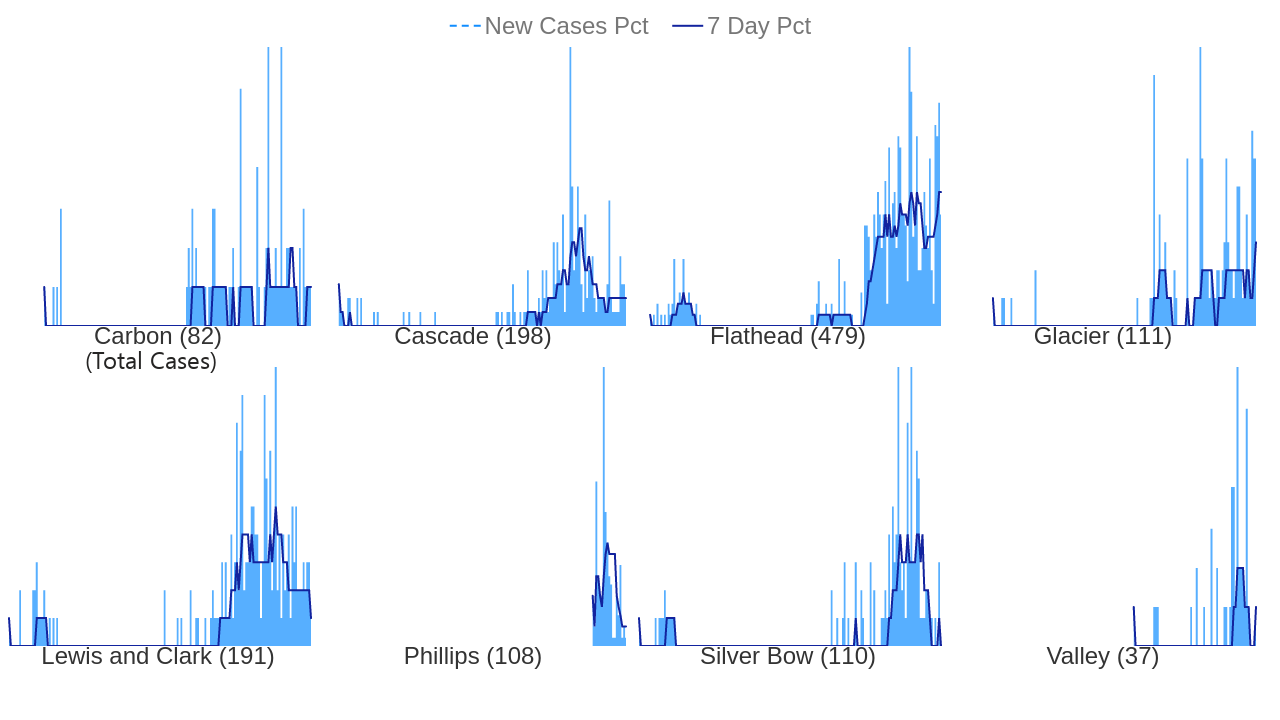 New Cases Pct 7 Day Pct
Carbon (82) Cascade (198) Flathead (479) Glacier (111)
(Total Cases)
Lewis and Clark (191) Phillips (108) Silver Bow (110) Valley (37)